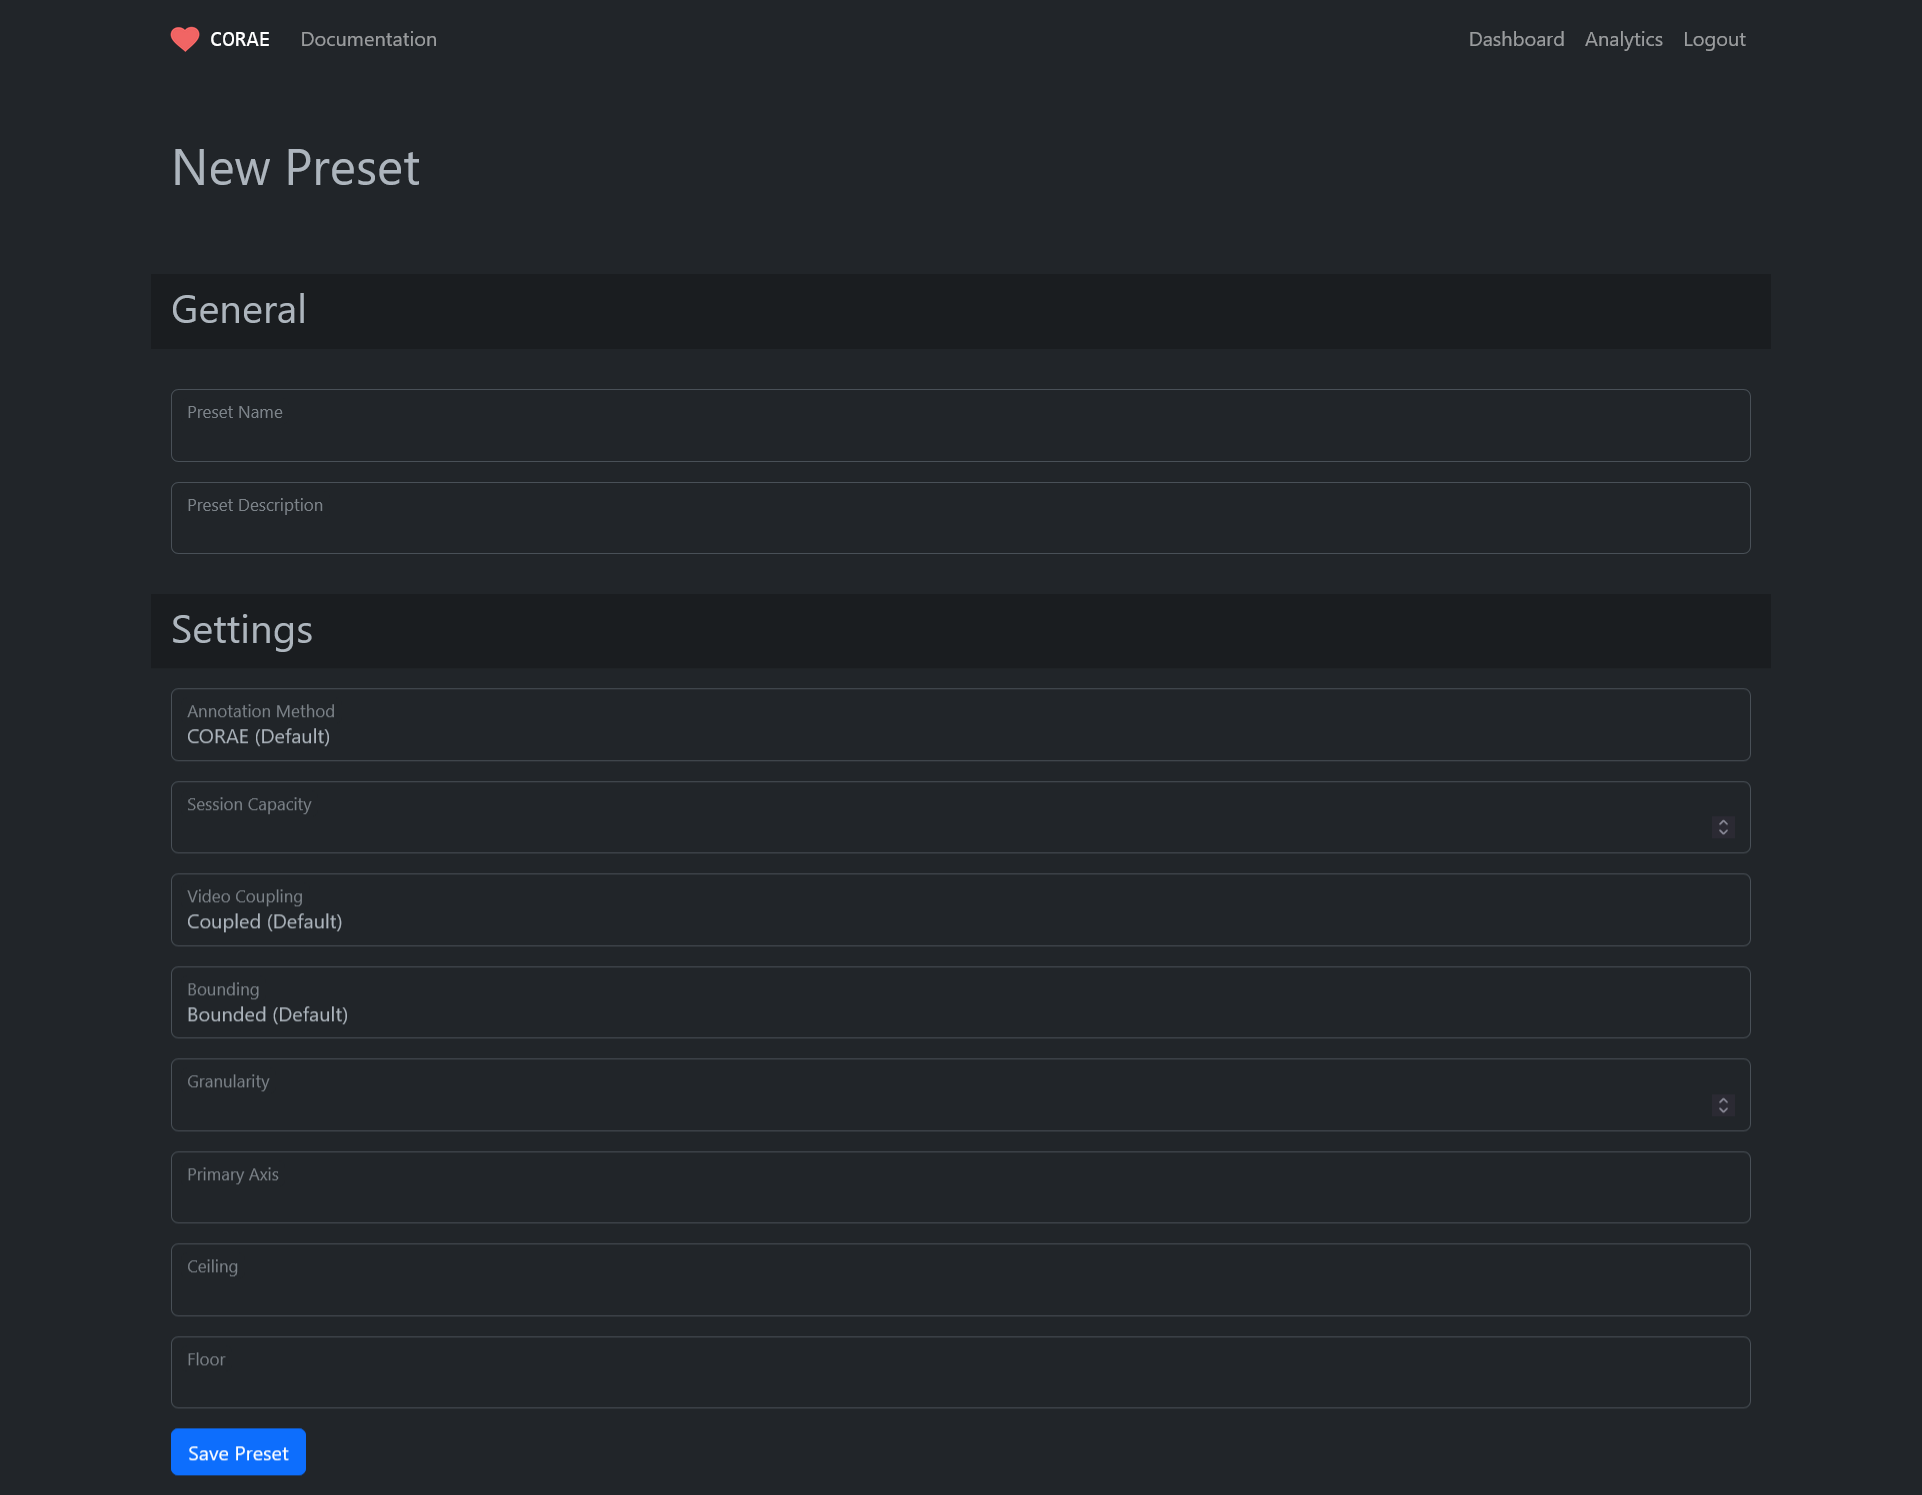 CORAE Documentation Dashboard Analytics Logout
New Preset
General
Preset Name
Preset Description
Settings
Annotation Method
CORAE (Default)
Session Capacity
Video Coupling
Coupled (Default)
Bounding
Bounded (Default)
Granularity
Primary Axis
Ceiling
Floor
Save Preset